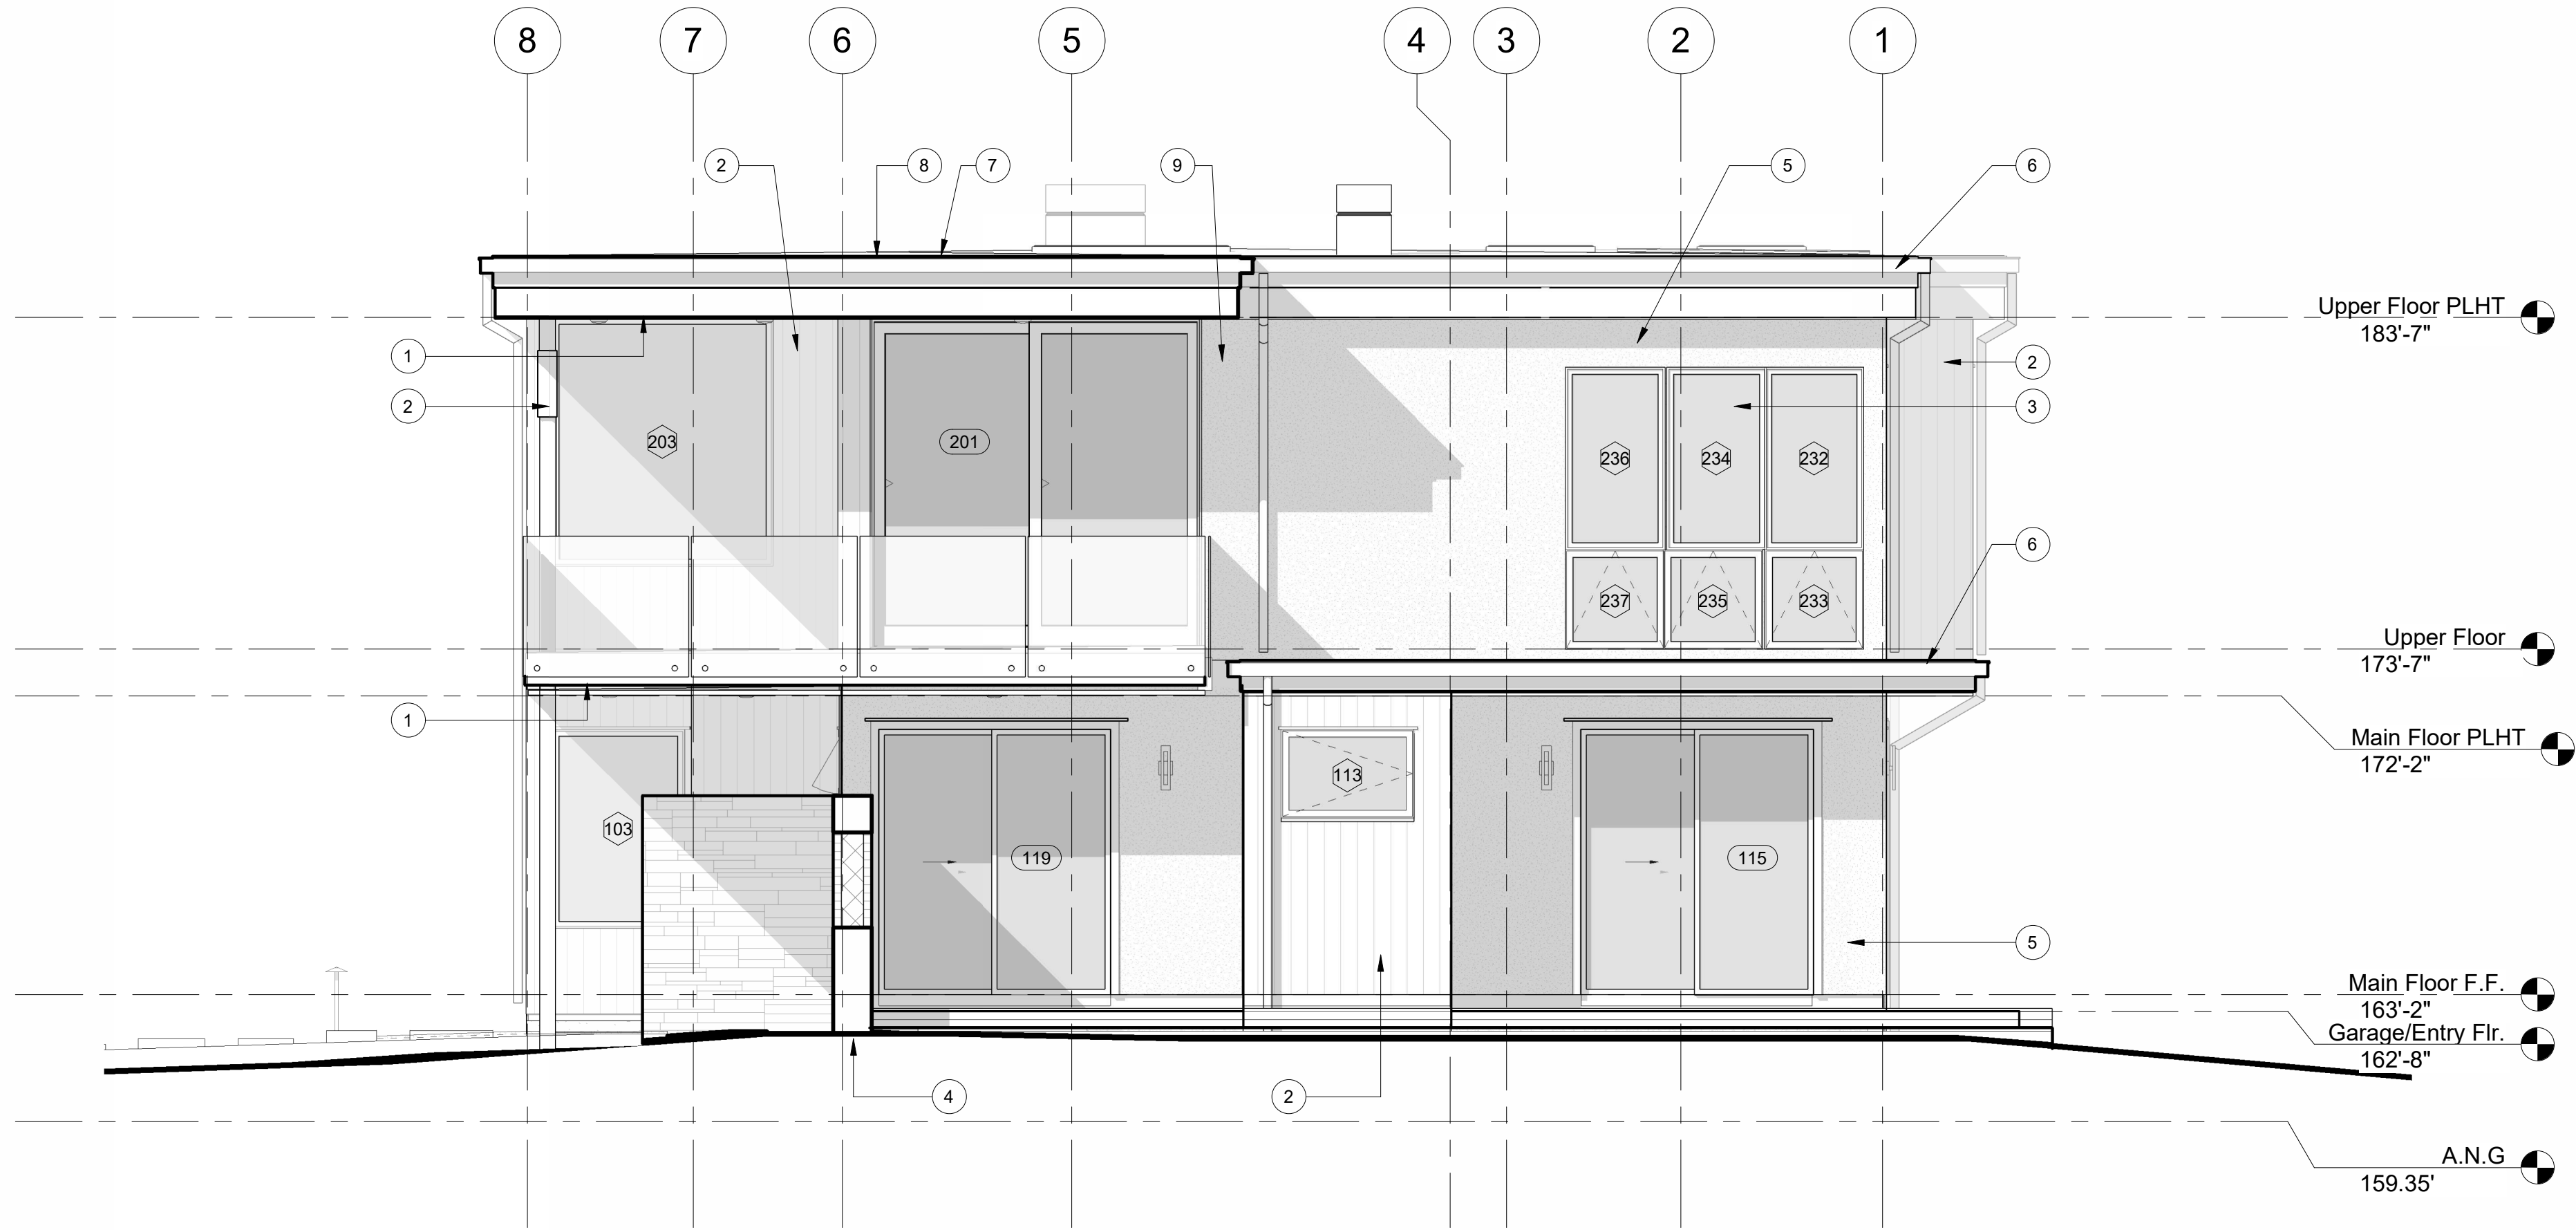 8 7 6 5 4 3 2 1
2 8 7 9 5 6
Upper Floor PLHT
183'-7"
1
2
2
3
203
201
236 234 232
6
237 235 233
Upper Floor
173'-7"
1
Main Floor PLHT
172'-2"
113
103
119
115
5
Main Floor F.F.
163'-2"
Garage/Entry Flr.
162'-8"
4
2
A.N.G
159.35'